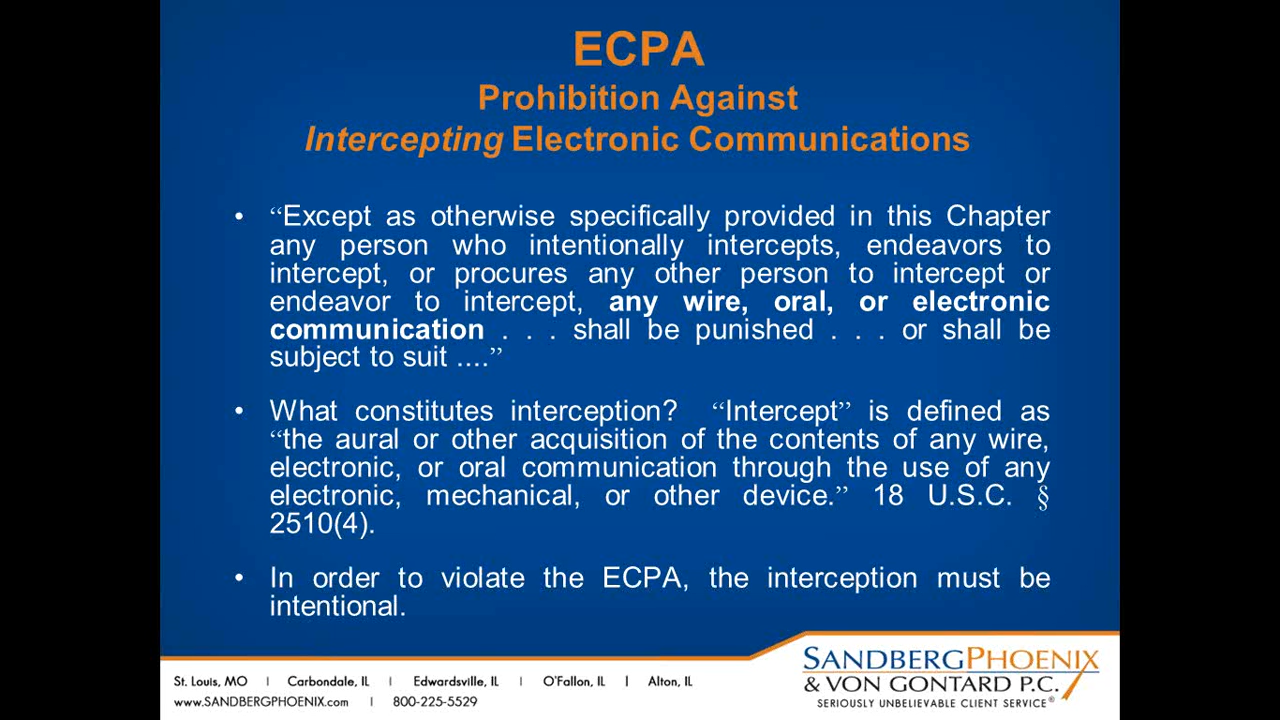 ECPA
Prohibition Against
Intercepting Electronic Communications
• “Except as otherwise specifically provided in this Chapter
any person who intentionally intercepts, endeavors to
intercept, or procures any other person to intercept or
endeavor to intercept, any wire, oral, or electronic
communication . . . shall be punished . . . or shall be
subject to suit ....”
• What constitutes interception? “Intercept” is defined as
“the aural or other acquisition of the contents of any wire,
electronic, or oral communication through the use of any
electronic, mechanical, or other device.” 18 U.S.C. §
2510(4).
• In order to violate the ECPA, the interception must be
intentional.
St. Louis, MO | Carbondale, IL | Edwardsville, IL | O'Fallon, IL | Alton, IL
www.SANDBERGPHOENIX.com | 800-225-5529
SANDBERGPHOENIX
& VON GONTARD P.C.
SERIOUSLY UNBELIEVABLE CLIENT SERVICE®